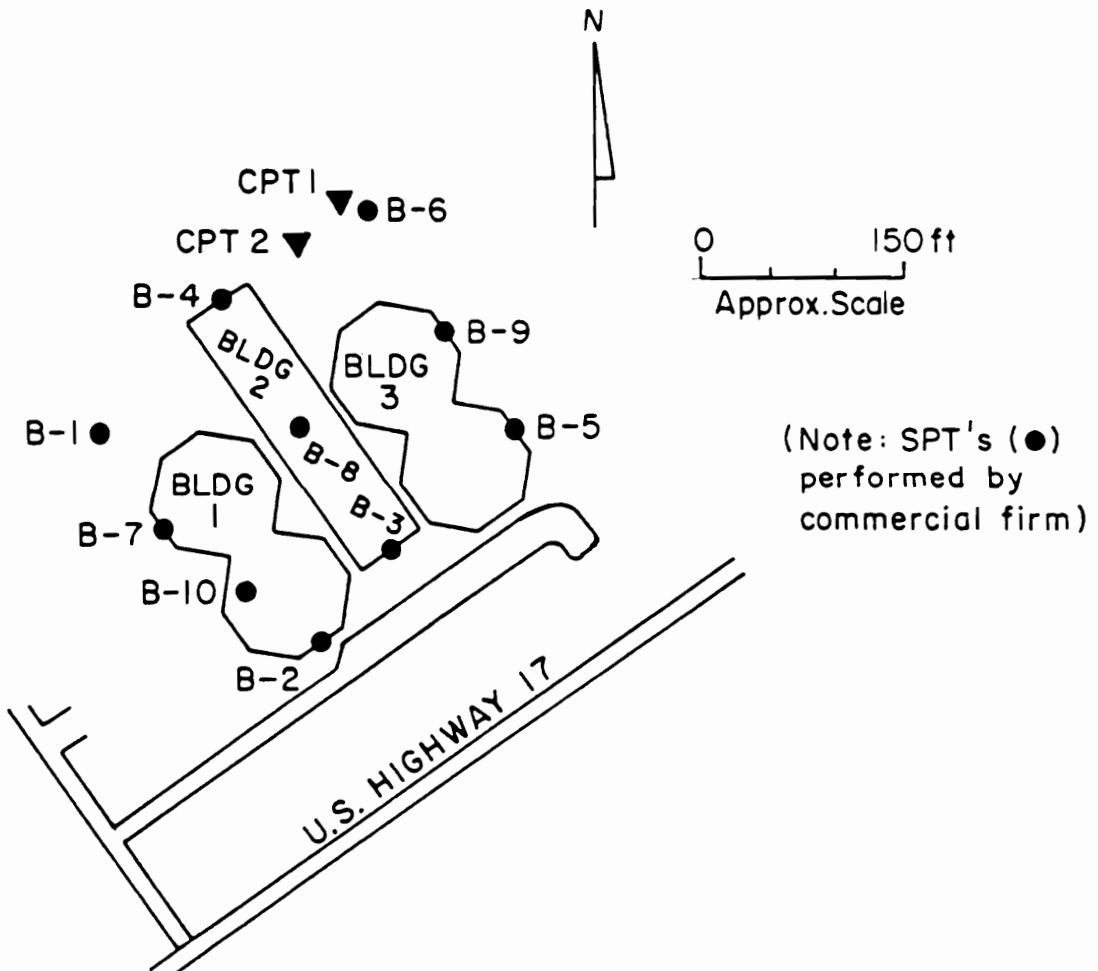 N
CPT 1
B-6
CPT 2
0 150 ft
Approx. Scale
B-4
B-9
BLDG
2
BLDG
3
B-1
B-5
B-8
(Note: SPT's (●)
performed by
commercial firm)
BLDG
1
B-3
B-7
B-10
B-2
U.S. HIGHWAY 17